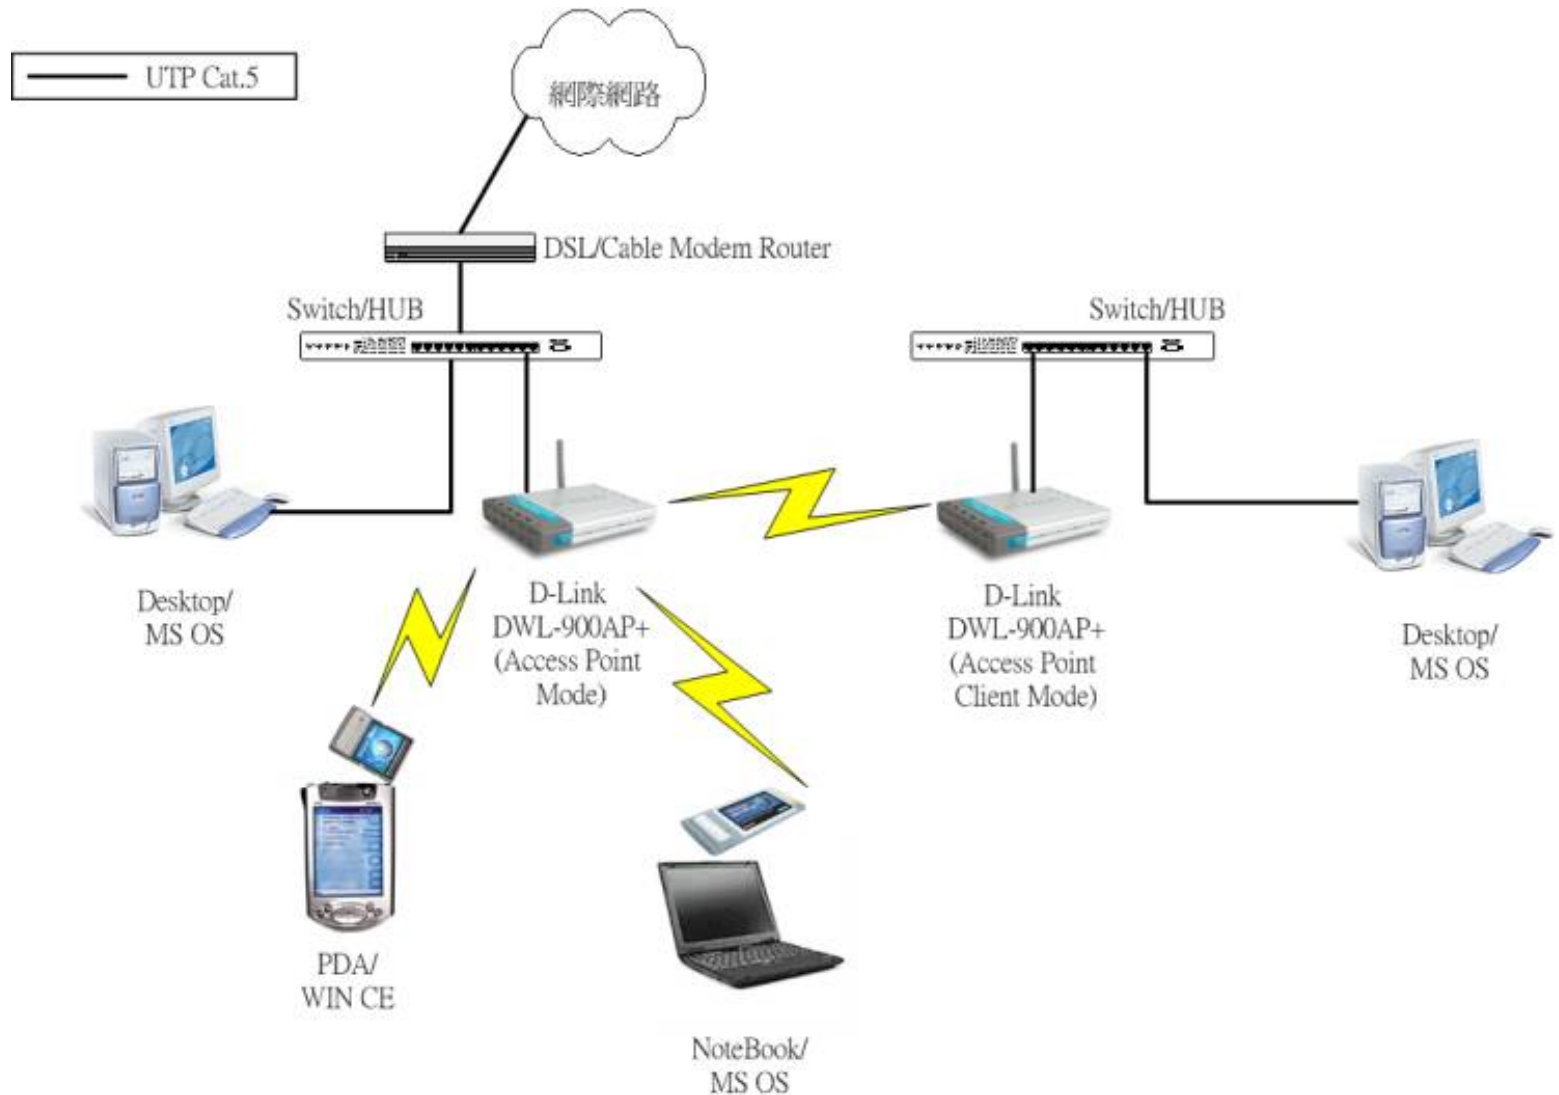 UTP Cat.5
網際網路
DSL/Cable Modem Router
Switch/HUB
Switch/HUB
Desktop/
MS OS
D-Link
DWL-900AP+
(Access Point
Mode)
D-Link
DWL-900AP+
(Access Point
Client Mode)
Desktop/
MS OS
PDA/
WIN CE
NoteBook/
MS OS